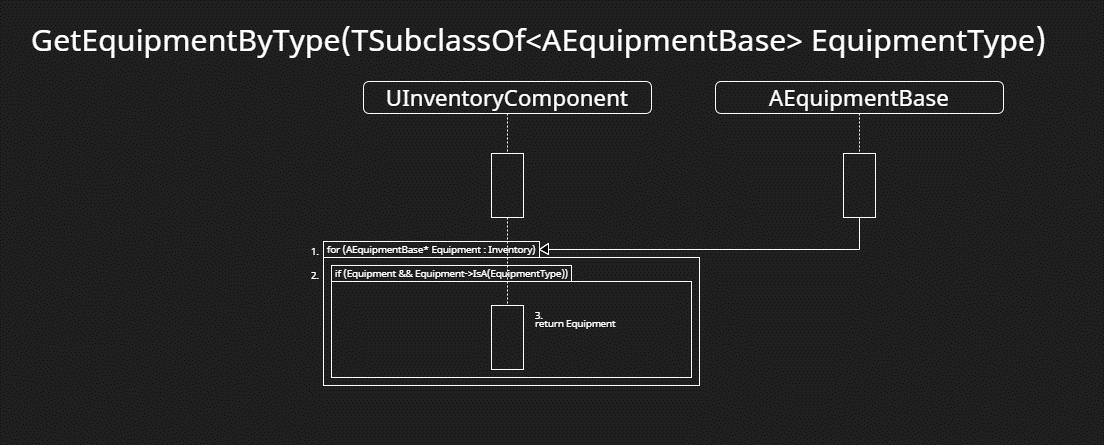 GetEquipmentByType(TSubclassOf<AEquipmentBase> EquipmentType)
UInventoryComponent
AEquipmentBase
1. for (AEquipmentBase* Equipment : Inventory)
2. if (Equipment && Equipment->IsA(EquipmentType))
3.
return Equipment